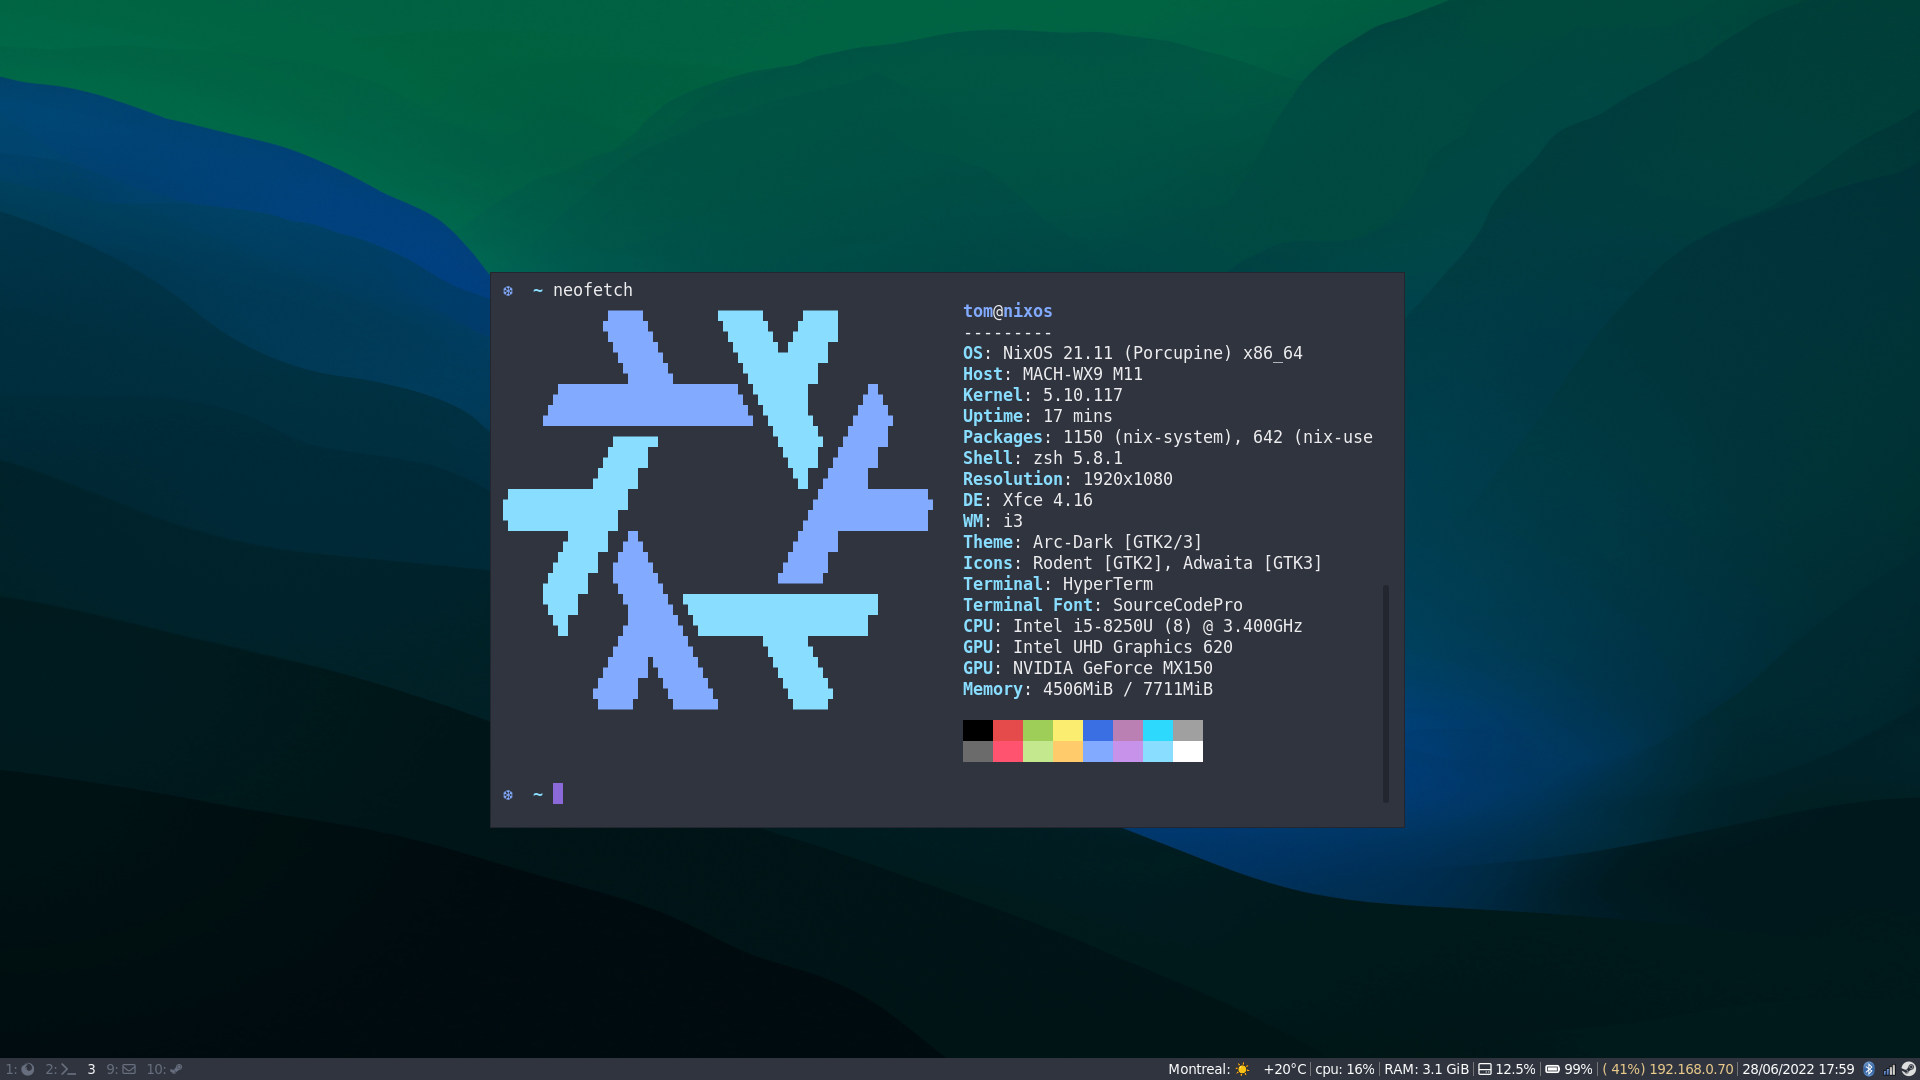 ~ neofetch
tom@nixos
---------
OS: NixOS 21.11 (Porcupine) x86_64
Host: MACH-WX9 M11
Kernel: 5.10.117
Uptime: 17 mins
Packages: 1150 (nix-system), 642 (nix-use
Shell: zsh 5.8.1
Resolution: 1920x1080
DE: Xfce 4.16
WM: i3
Theme: Arc-Dark [GTK2/3]
Icons: Rodent [GTK2], Adwaita [GTK3]
Terminal: HyperTerm
Terminal Font: SourceCodePro
CPU: Intel i5-8250U (8) @ 3.400GHz
GPU: Intel UHD Graphics 620
GPU: NVIDIA GeForce MX150
Memory: 4506MiB / 7711MiB
~
1: 2: 3 9: 10: Montreal: +20°C | cpu: 16% | RAM: 3.1 GiB | 12.5% | 99% | ( 41%) 192.168.0.70 | 28/06/2022 17:59